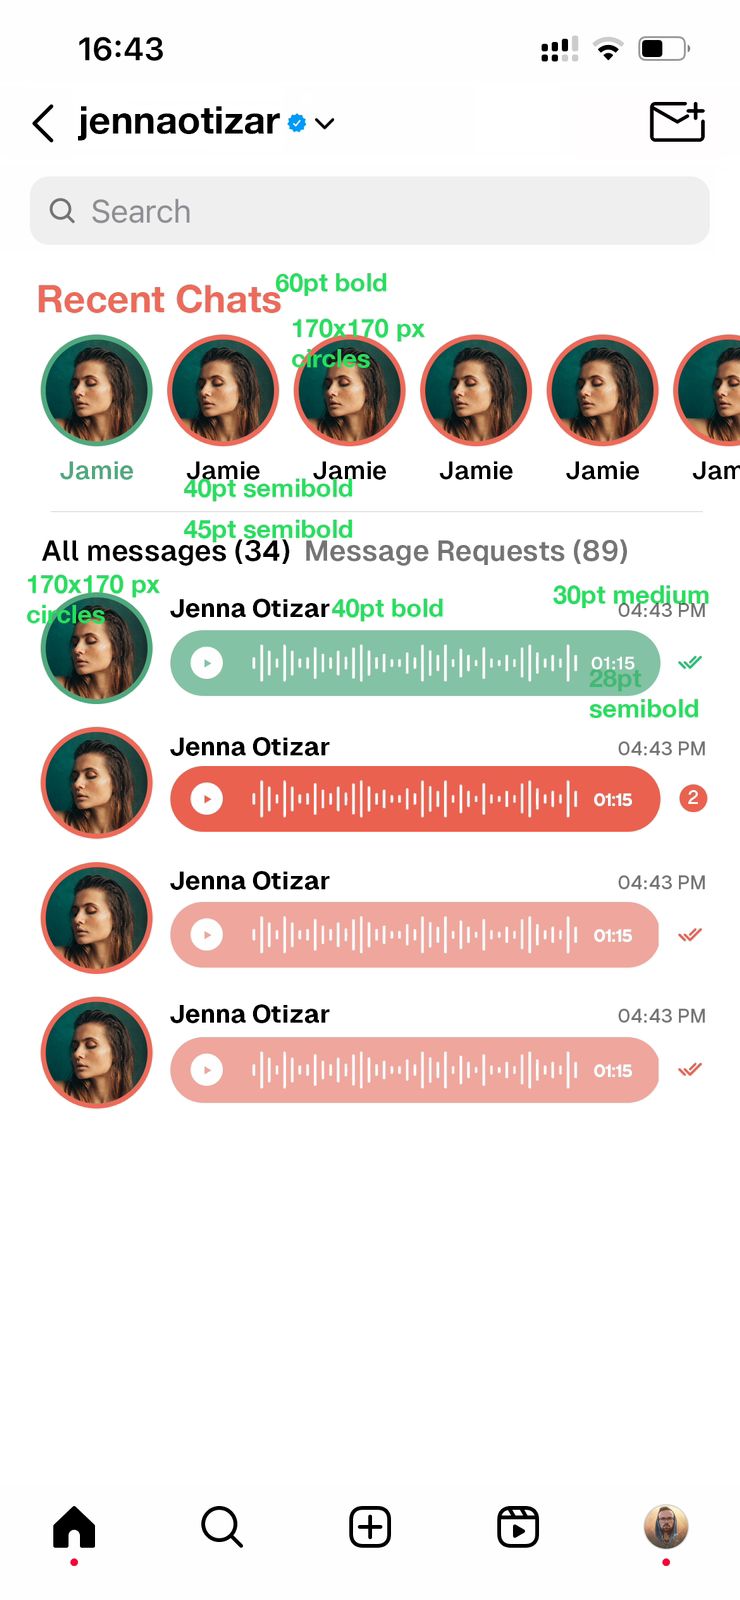 16:43
jennaotizar
Search
60pt bold
Recent Chats
170x170 px
circles
Jamie Jamie Jamie Jamie Jamie Jam
40pt semibold
45pt semibold
All messages (34) Message Requests (89)
170x170 px
circles
Jenna Otizar 40pt bold
30pt medium
04:43 PM
01:15
28pt
semibold
Jenna Otizar 04:43 PM
01:15 2
Jenna Otizar 04:43 PM
01:15
Jenna Otizar 04:43 PM
01:15